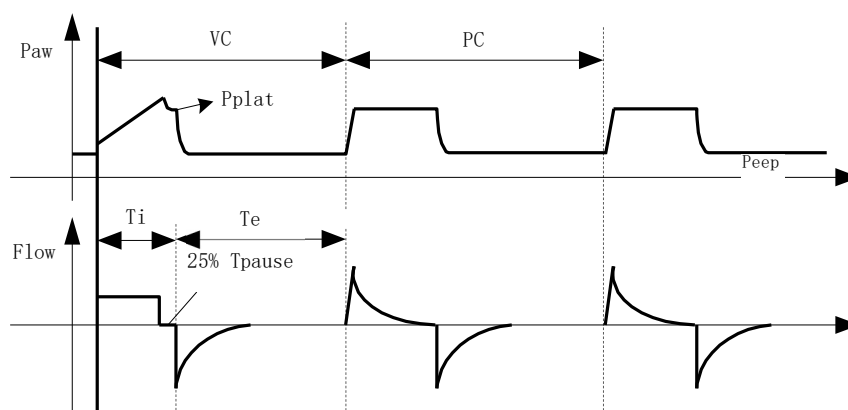 VC
PC
Paw
Pplat
Peep
Ti
Te
Flow
25% Tpause